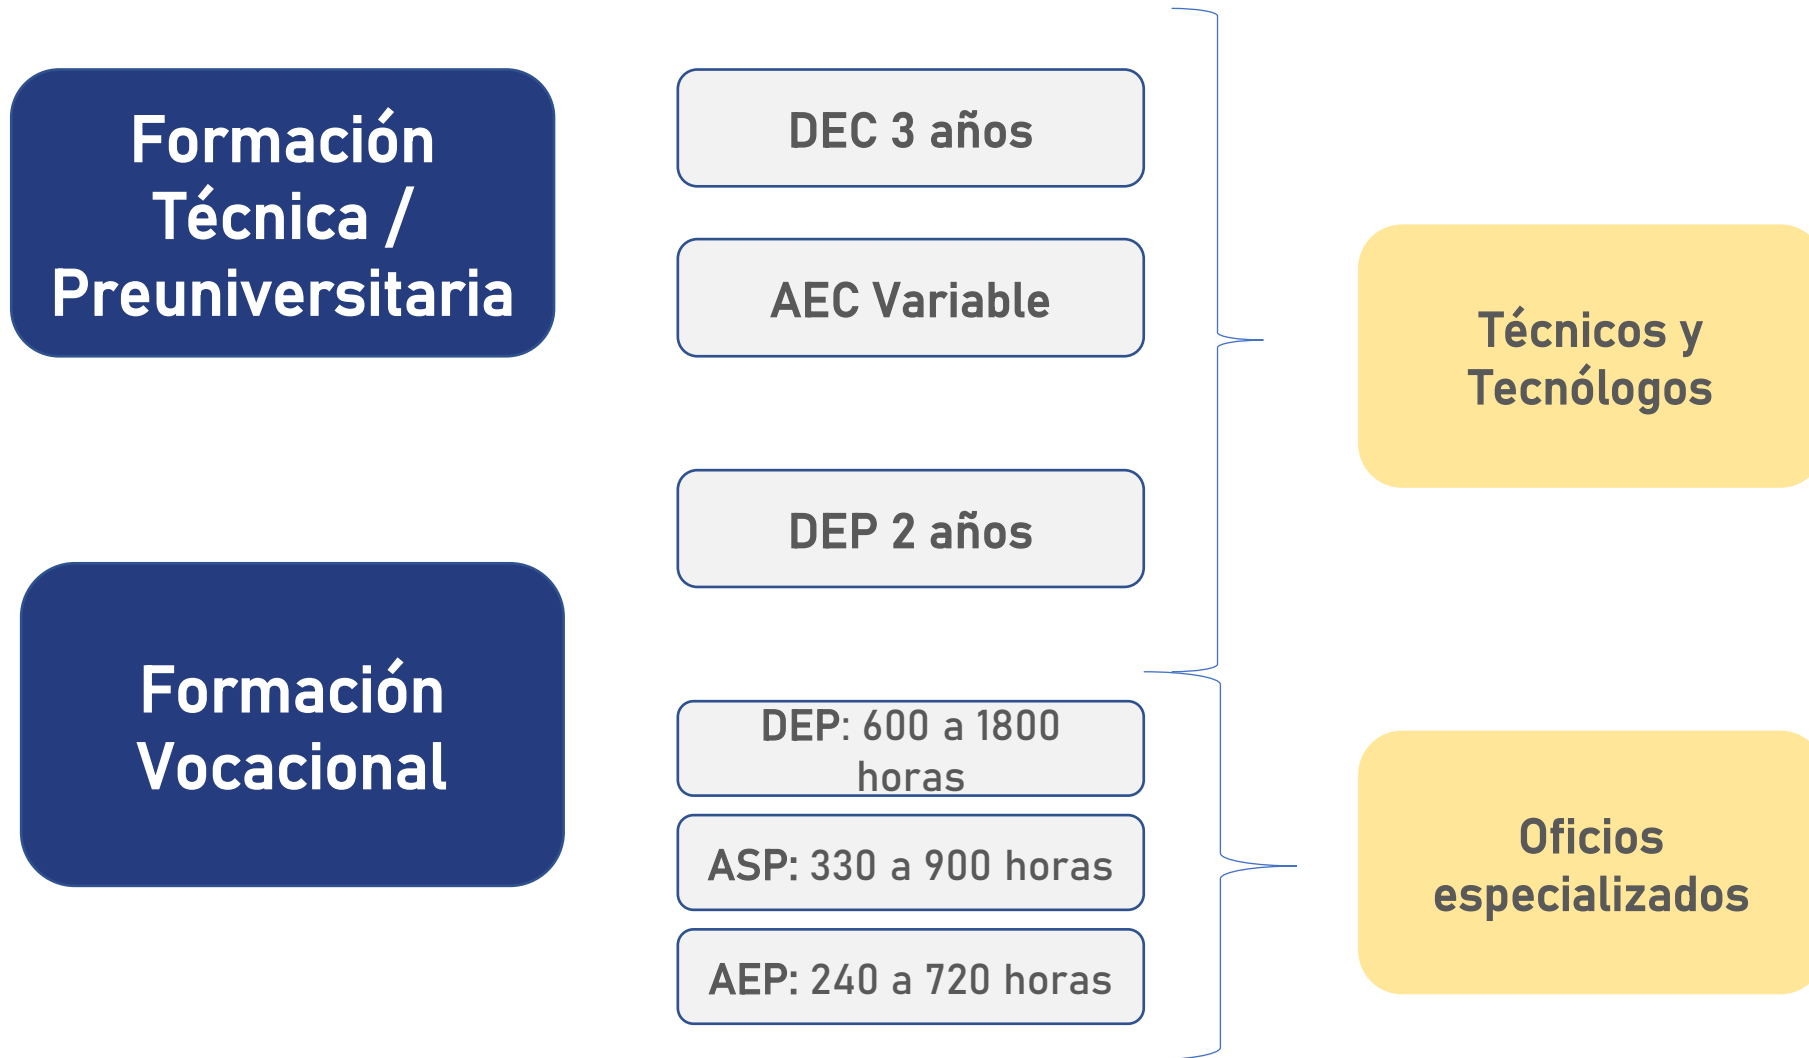 Formación
Técnica /
Preuniversitaria
DEC 3 años
AEC Variable
Técnicos y
Tecnólogos
DEP 2 años
Formación
Vocacional
DEP: 600 a 1800
horas
ASP: 330 a 900 horas
AEP: 240 a 720 horas
Oficios
especializados